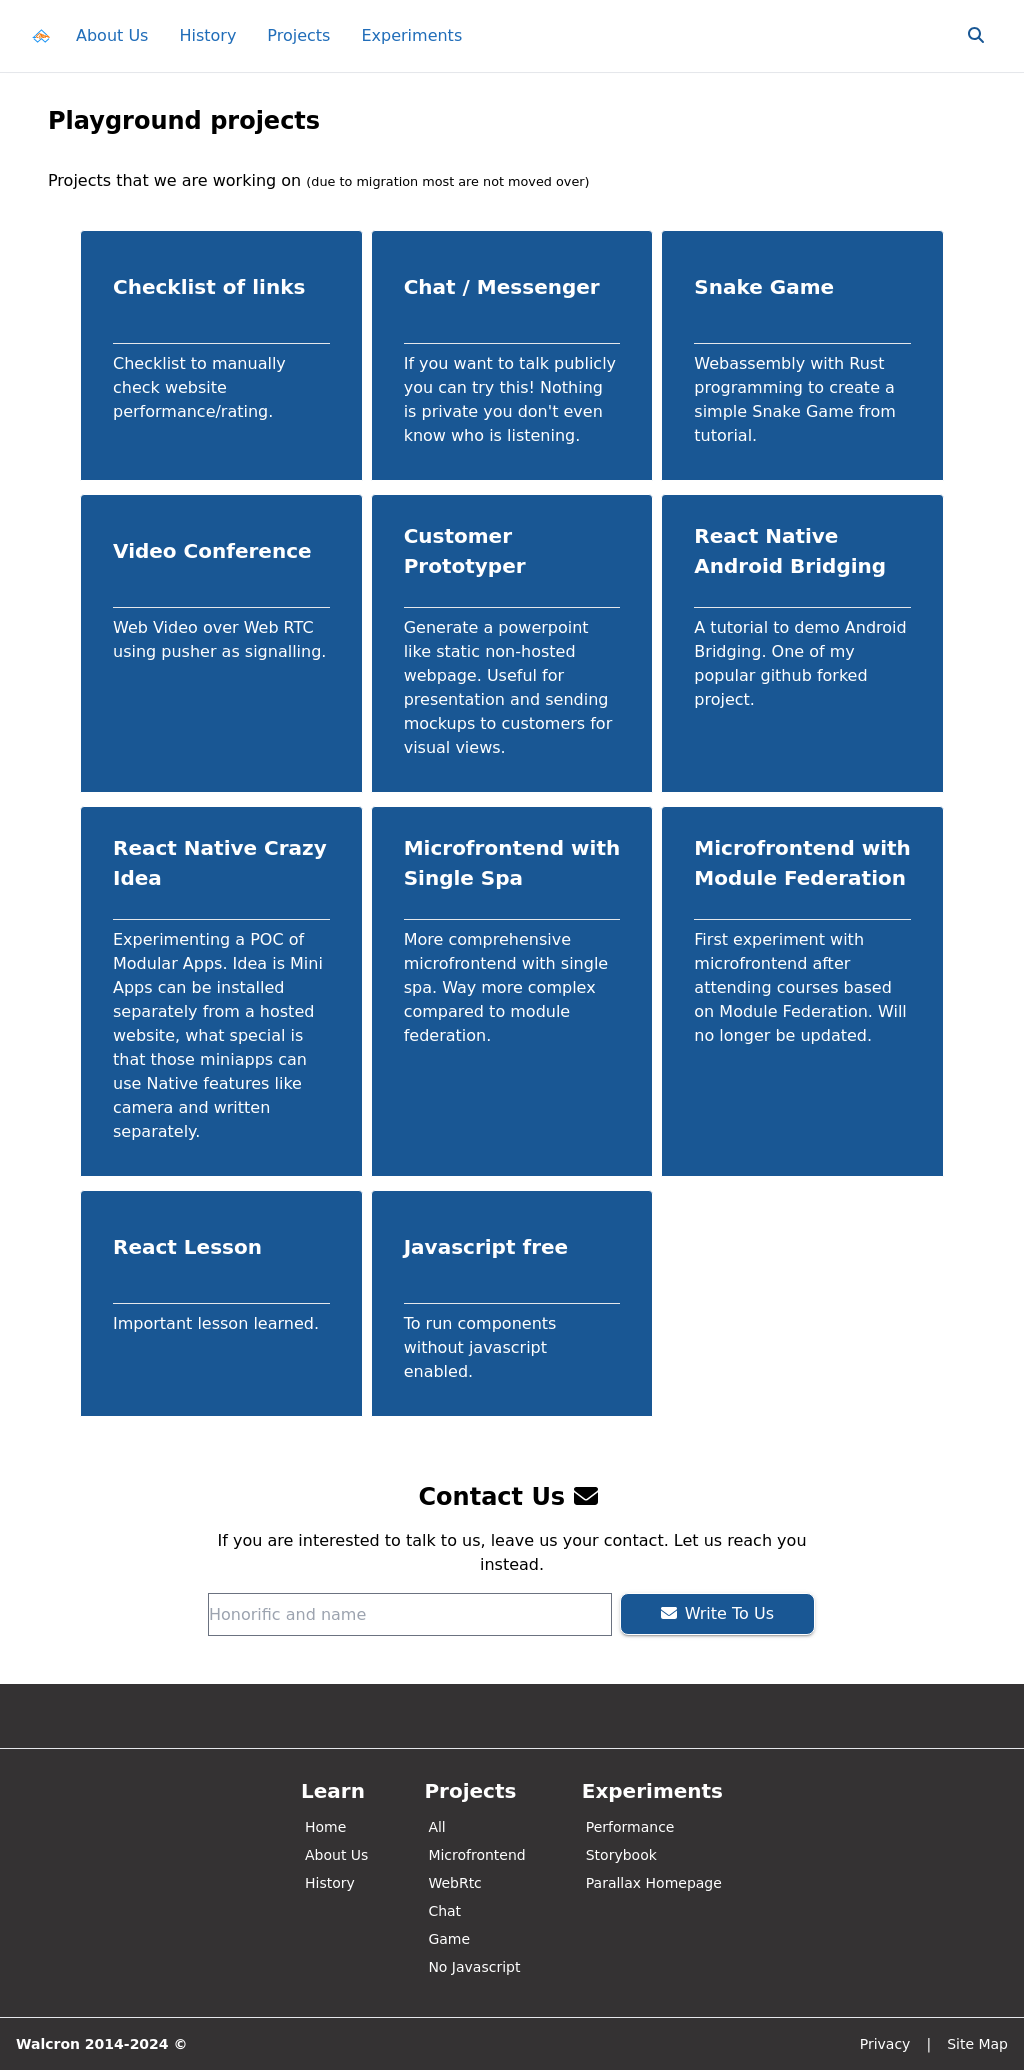 About Us History Projects Experiments
Playground projects
Projects that we are working on (due to migration most are not moved over)
Checklist of links
Checklist to manually
check website
performance/rating.
Chat / Messenger
If you want to talk publicly
you can try this! Nothing
is private you don't even
know who is listening.
Snake Game
Webassembly with Rust
programming to create a
simple Snake Game from
tutorial.
Video Conference
Web Video over Web RTC
using pusher as signalling.
Customer
Prototyper
Generate a powerpoint
like static non-hosted
webpage. Useful for
presentation and sending
mockups to customers for
visual views.
React Native
Android Bridging
A tutorial to demo Android
Bridging. One of my
popular github forked
project.
React Native Crazy
Idea
Experimenting a POC of
Modular Apps. Idea is Mini
Apps can be installed
separately from a hosted
website, what special is
that those miniapps can
use Native features like
camera and written
separately.
Microfrontend with
Single Spa
More comprehensive
microfrontend with single
spa. Way more complex
compared to module
federation.
Microfrontend with
Module Federation
First experiment with
microfrontend after
attending courses based
on Module Federation. Will
no longer be updated.
React Lesson
Important lesson learned.
Javascript free
To run components
without javascript
enabled.
Contact Us
If you are interested to talk to us, leave us your contact. Let us reach you
instead.
Honorific and name
Write To Us
Learn
Home
About Us
History
Projects
All
Microfrontend
WebRtc
Chat
Game
No Javascript
Experiments
Performance
Storybook
Parallax Homepage
Walcron 2014-2024 ©
Privacy | Site Map